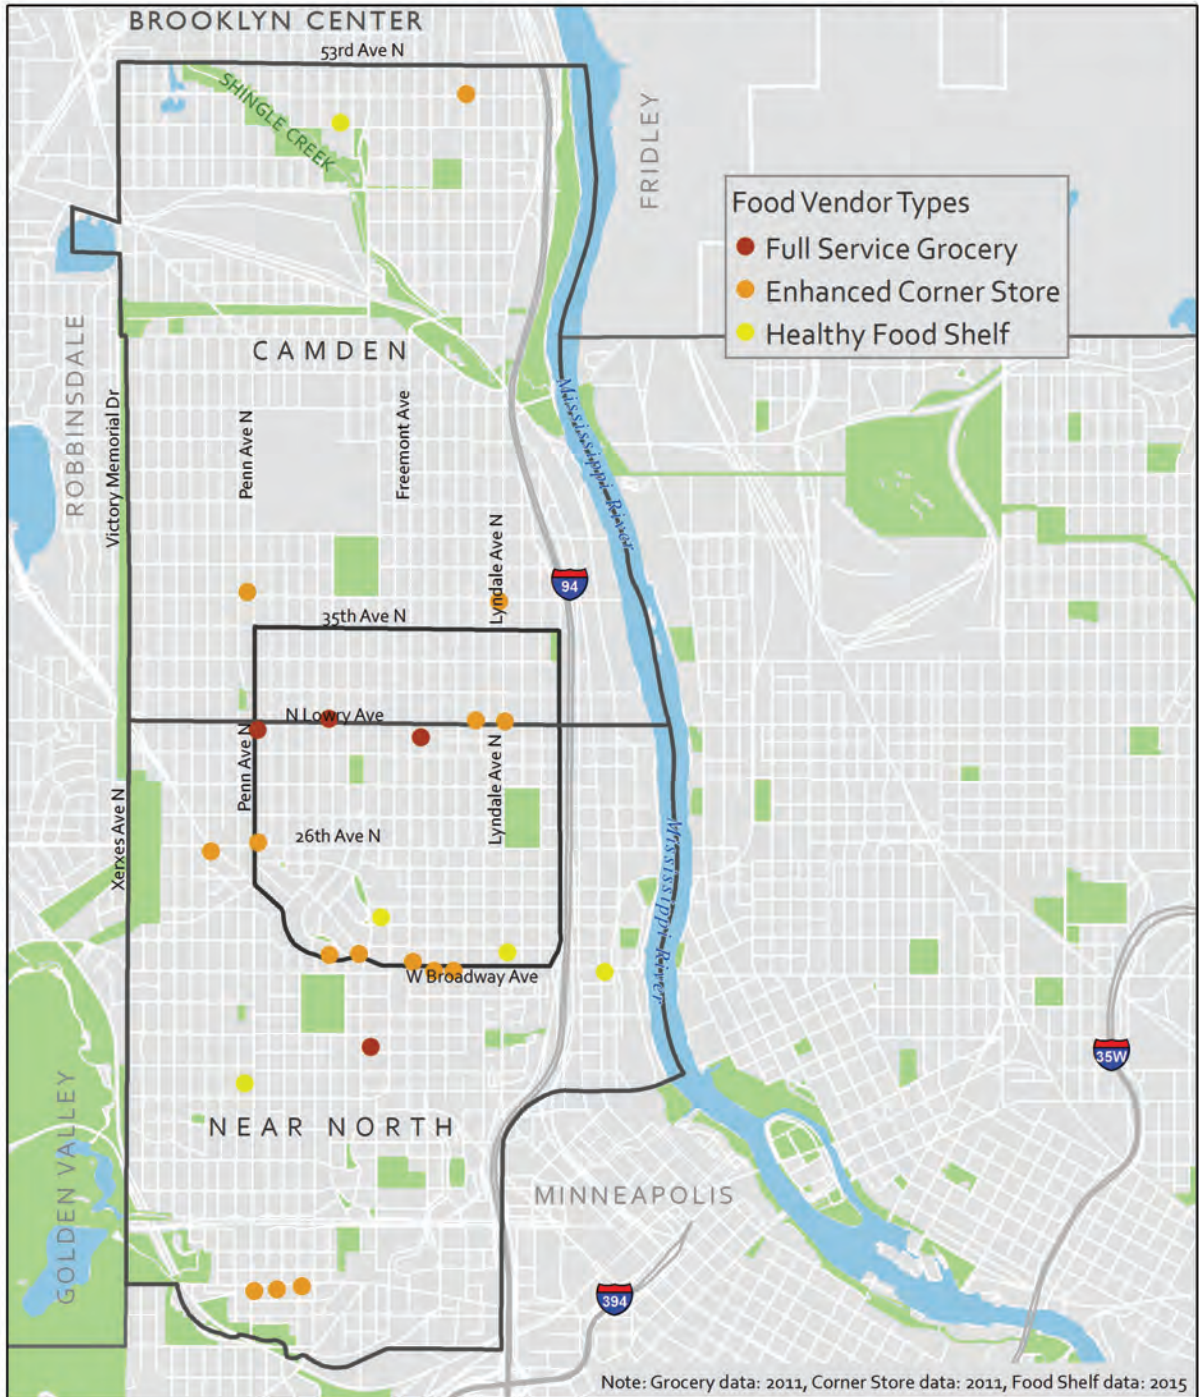 BROOKLYN CENTER
53rd Ave N
SHINGLE CREEK
FRIDLEY
Food Vendor Types
Full Service Grocery
Enhanced Corner Store
Healthy Food Shelf
ROBBINSDALE
CAMDEN
Victory Memorial Dr
Penn Ave N
Freemont Ave
Mississippi River
Lyndale Ave N
94
35th Ave N
N Lowry Ave
Penn Ave N
Lyndale Ave N
Xerxes Ave N
26th Ave N
Mississippi River
W Broadway Ave
35W
GOLDEN VALLEY
NEAR NORTH
MINNEAPOLIS
394
Note: Grocery data: 2011, Corner Store data: 2011, Food Shelf data: 2015